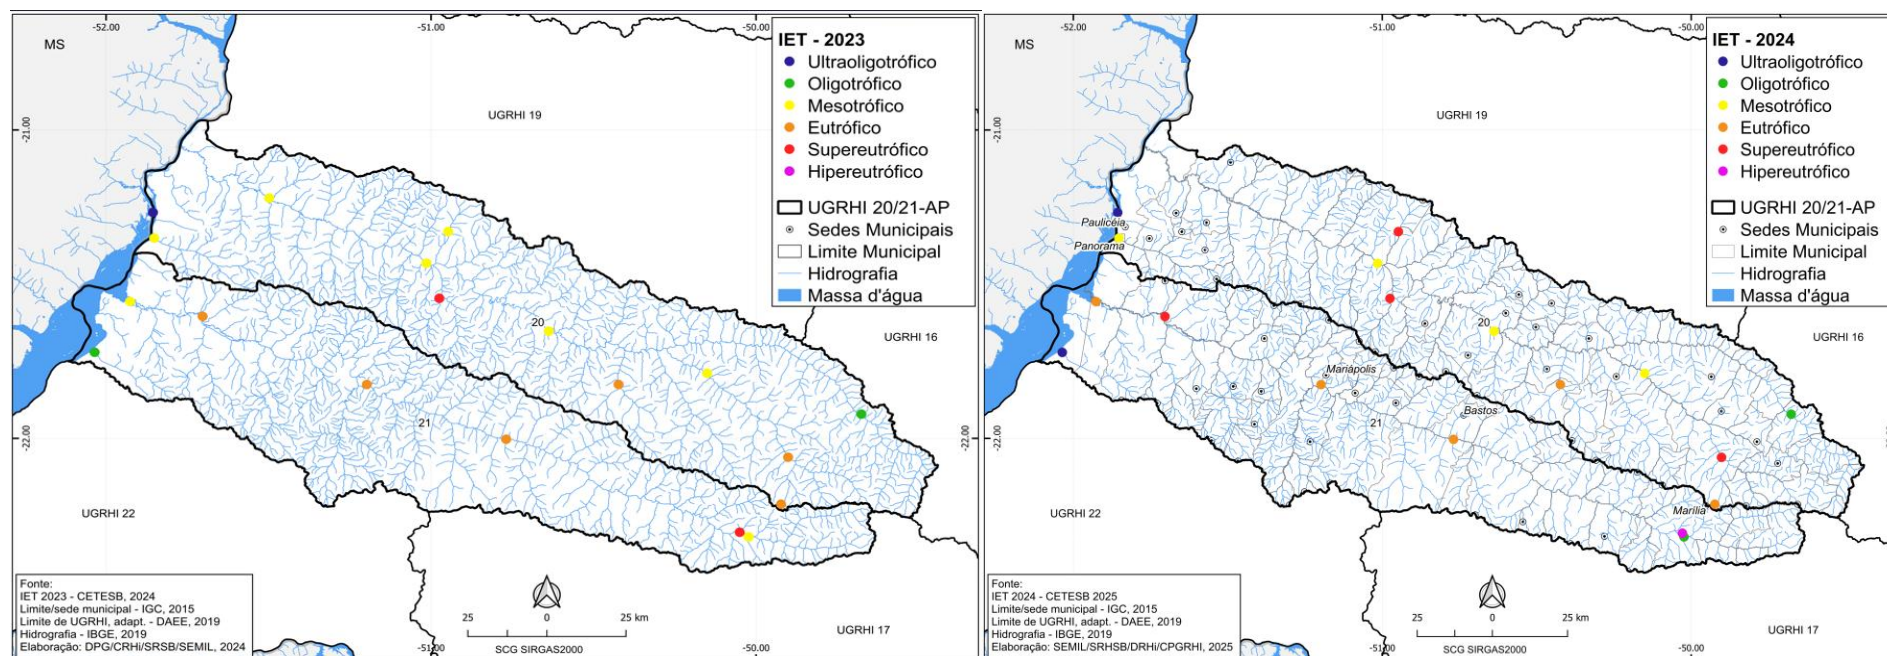 -52.00
-51.00
-50.00
MS
IET - 2023
Ultraoligotrófico
Oligotrófico
Mesotrófico
Eutrófico
Supereutrófico
Hipereutrófico
UGRHI 20/21-AP
Sedes Municipais
Limite Municipal
Hidrografia
Massa d'água
-21.00
UGRHI 19
20
UGRHI 16
21
-22.00
UGRHI 22
UGRHI 17
Fonte:
IET 2023 - CETESB, 2024
Limite/sede municipal - IGC, 2015
Limite de UGRHI, adapt. - DAEE, 2019
Hidrografia - IBGE, 2019
Elaboração: DPG/CRHi/SRSB/SEMIL, 2024
25 0 25 km
SCG SIRGAS2000
-51.00
-50.00
-52.00
-51.00
-50.00
MS
IET - 2024
Ultraoligotrófico
Oligotrófico
Mesotrófico
Eutrófico
Supereutrófico
Hipereutrófico
UGRHI 20/21-AP
Sedes Municipais
Limite Municipal
Hidrografia
Massa d'água
-21.00
UGRHI 19
Paulicéia
Panorama
20
UGRHI 16
Mariápolis
Bastos
21
-22.00
Marília
UGRHI 22
UGRHI 17
Fonte:
IET 2024 - CETESB 2025
Limite/sede municipal - IGC, 2015
Limite de UGRHI, adapt. - DAEE, 2019
Hidrografia - IBGE, 2019
Elaboração: SEMIL/SRHSB/DRHi/CPGRHI, 2025
25 0 25 km
SCG SIRGAS2000
-50.00